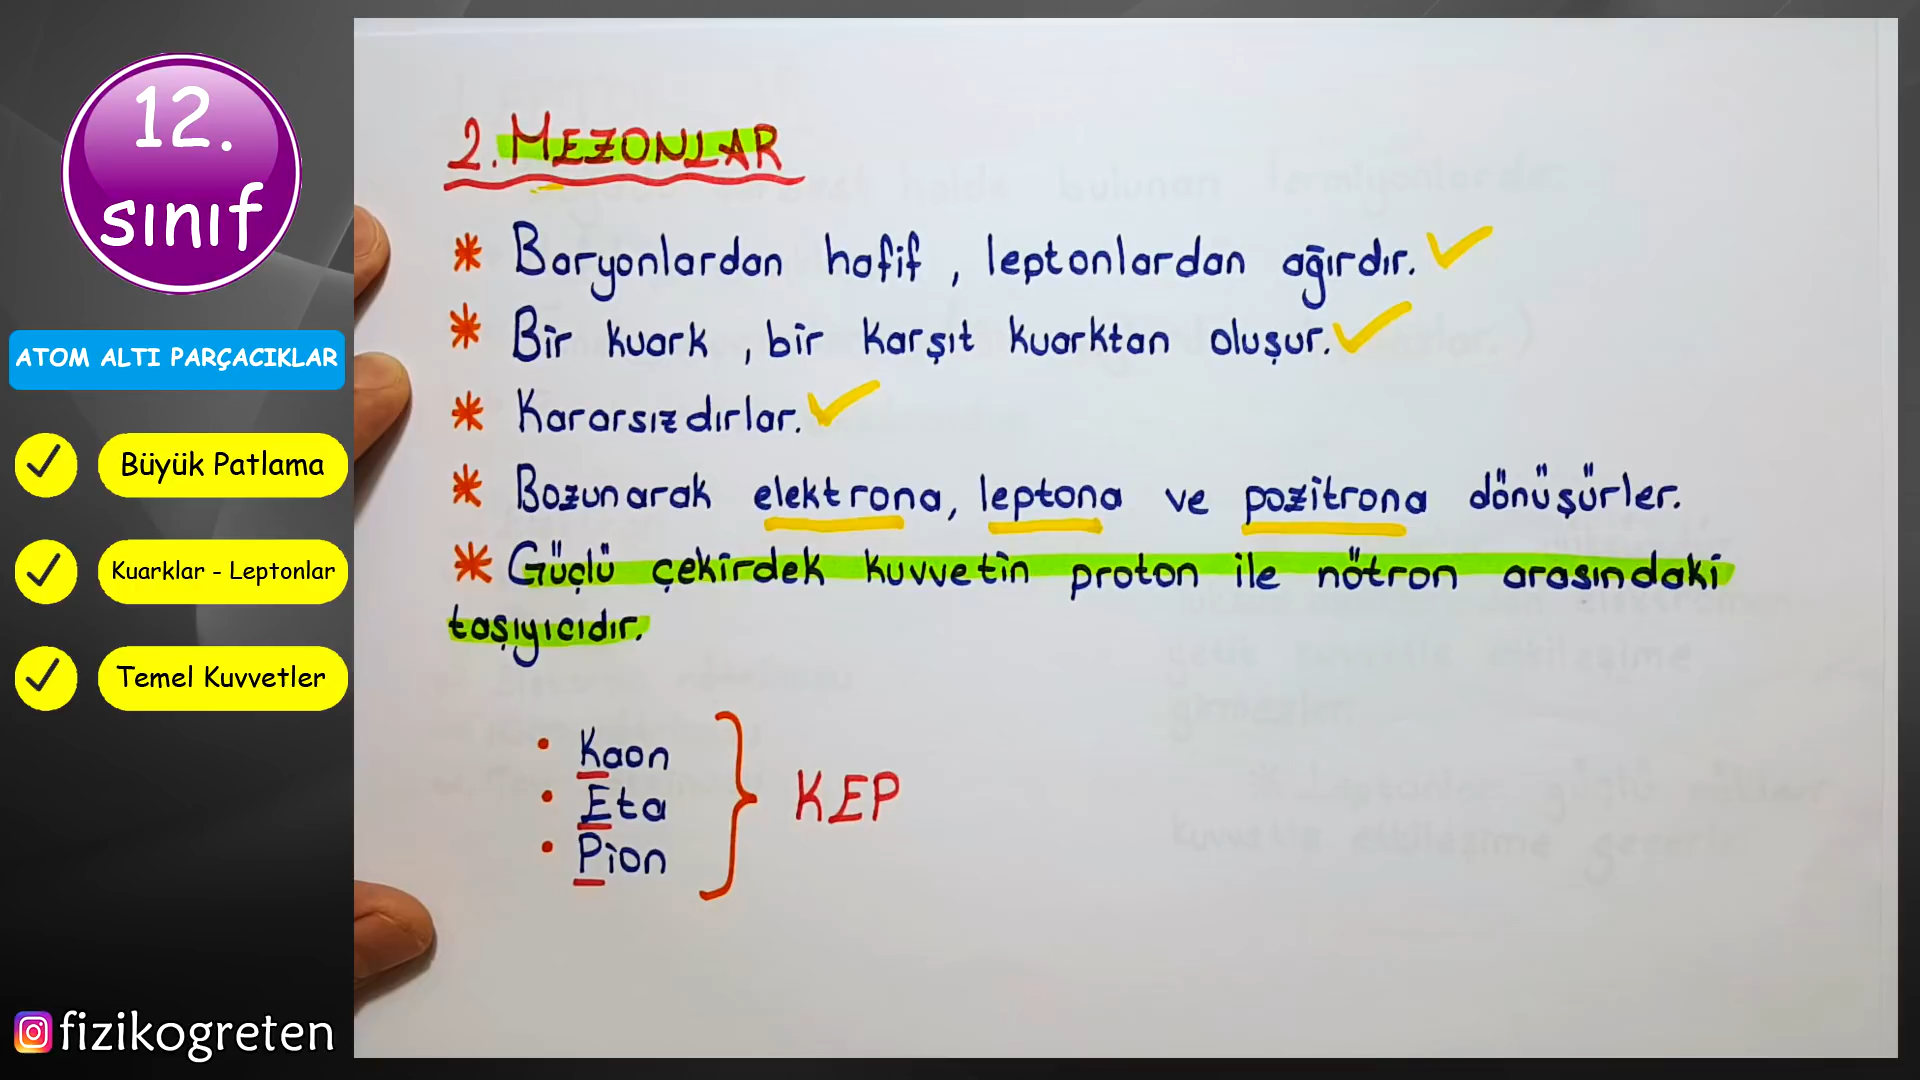 12.
sınıf
ATOM ALTI PARÇACIKLAR
Büyük Patlama
Kuarklar - Leptonlar
Temel Kuvvetler
fizikogreten
2. MEZONLAR
* Baryonlardan hafif, leptonlardan ağırdır.
* Bir kuark, bir karşıt kuarktan oluşur.
* Kararsızdırlar.
* Bozunarak elektrona, leptona ve pozitrona dönüşürler.
* Güçlü çekirdek kuvvetin proton ile nötron arasındaki
taşıyıcıdır.
• Kaon
• Eta
• Pion
KEP